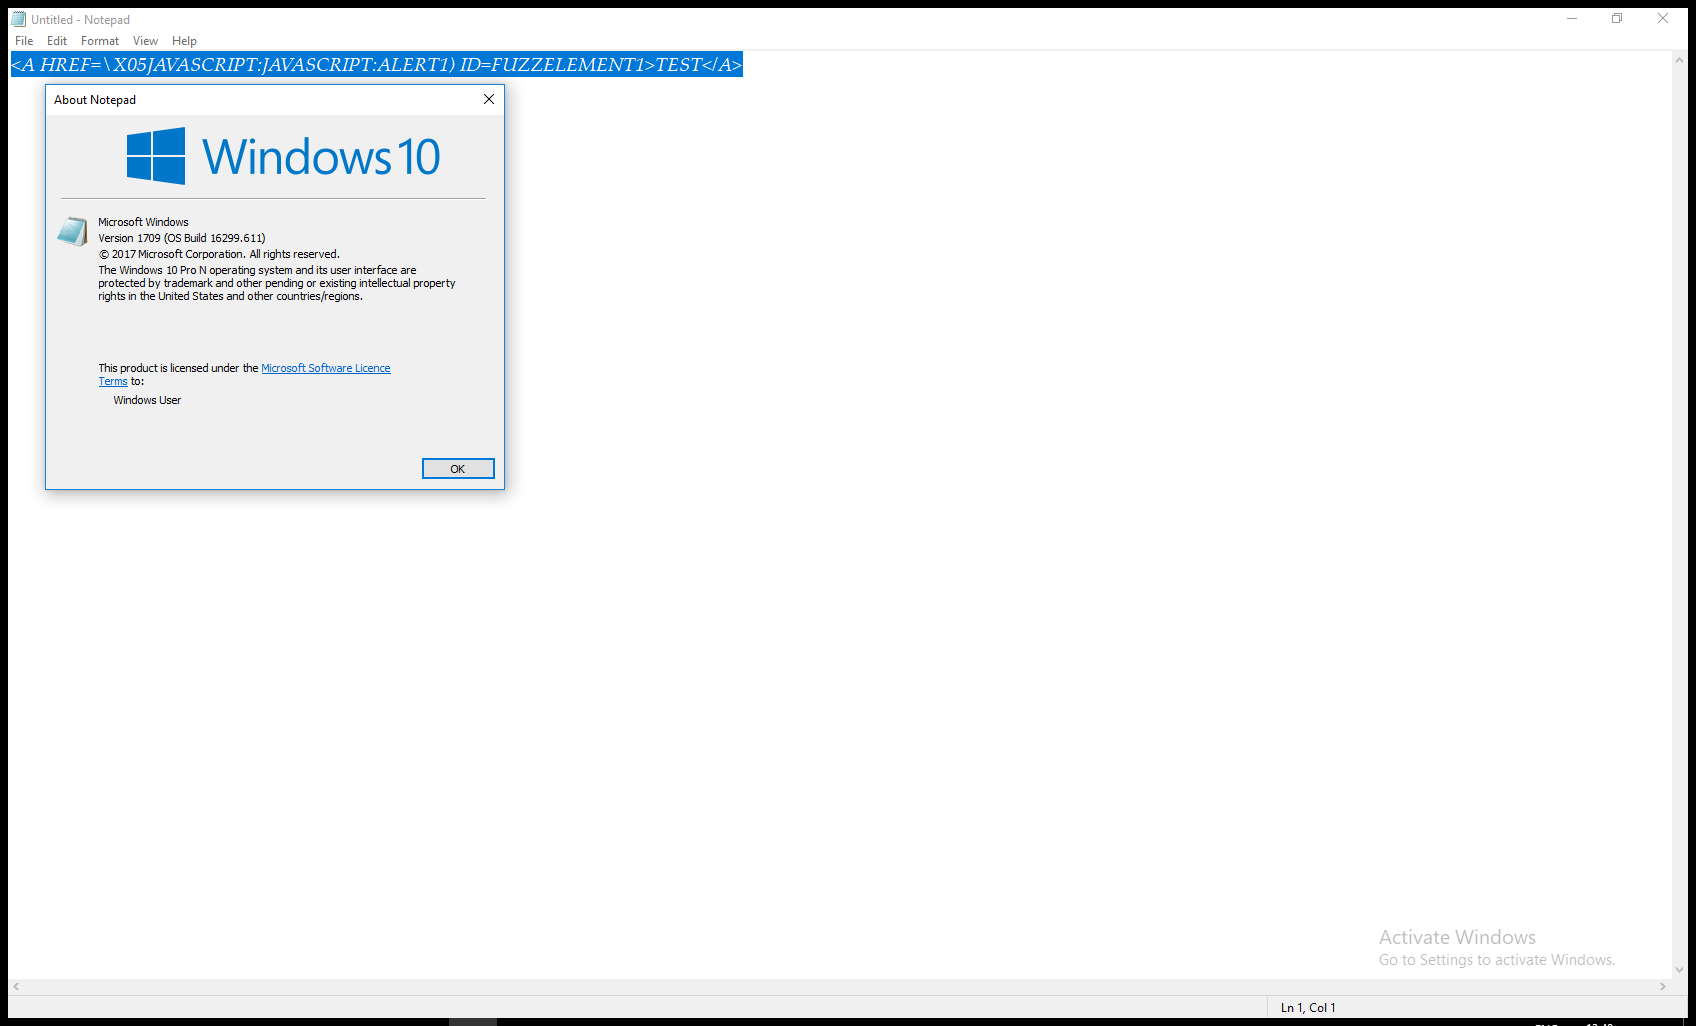 Untitled - Notepad
File Edit Format View Help
<A HREF=\X05JAVASCRIPT:JAVASCRIPT:ALERT1) ID=FUZZELEMENT1>TEST</A>
About Notepad
Windows 10
Microsoft Windows
Version 1709 (OS Build 16299.611)
© 2017 Microsoft Corporation. All rights reserved.
The Windows 10 Pro N operating system and its user interface are
protected by trademark and other pending or existing intellectual property
rights in the United States and other countries/regions.
This product is licensed under the Microsoft Software Licence
Terms to:
Windows User
OK
Activate Windows
Go to Settings to activate Windows.
Ln 1, Col 1